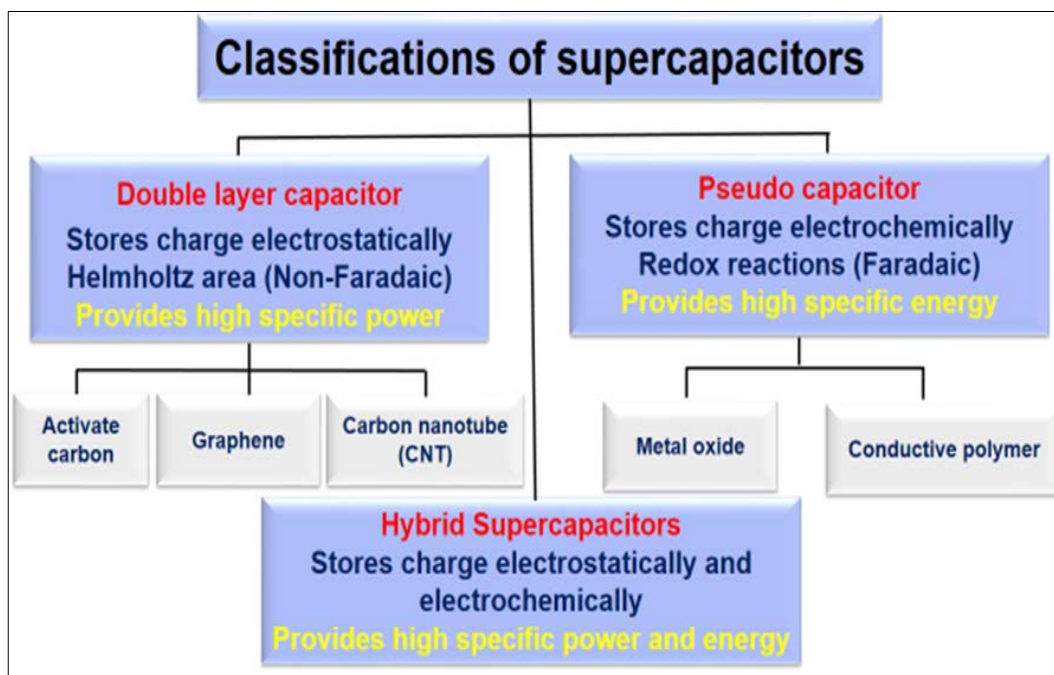 Classifications of supercapacitors
Double layer capacitor
Stores charge electrostatically
Helmholtz area (Non-Faradaic)
Provides high specific power
Pseudo capacitor
Stores charge electrochemically
Redox reactions (Faradaic)
Provides high specific energy
Activate
carbon
Graphene
Carbon nanotube
(CNT)
Metal oxide
Conductive polymer
Hybrid Supercapacitors
Stores charge electrostatically and
electrochemically
Provides high specific power and energy